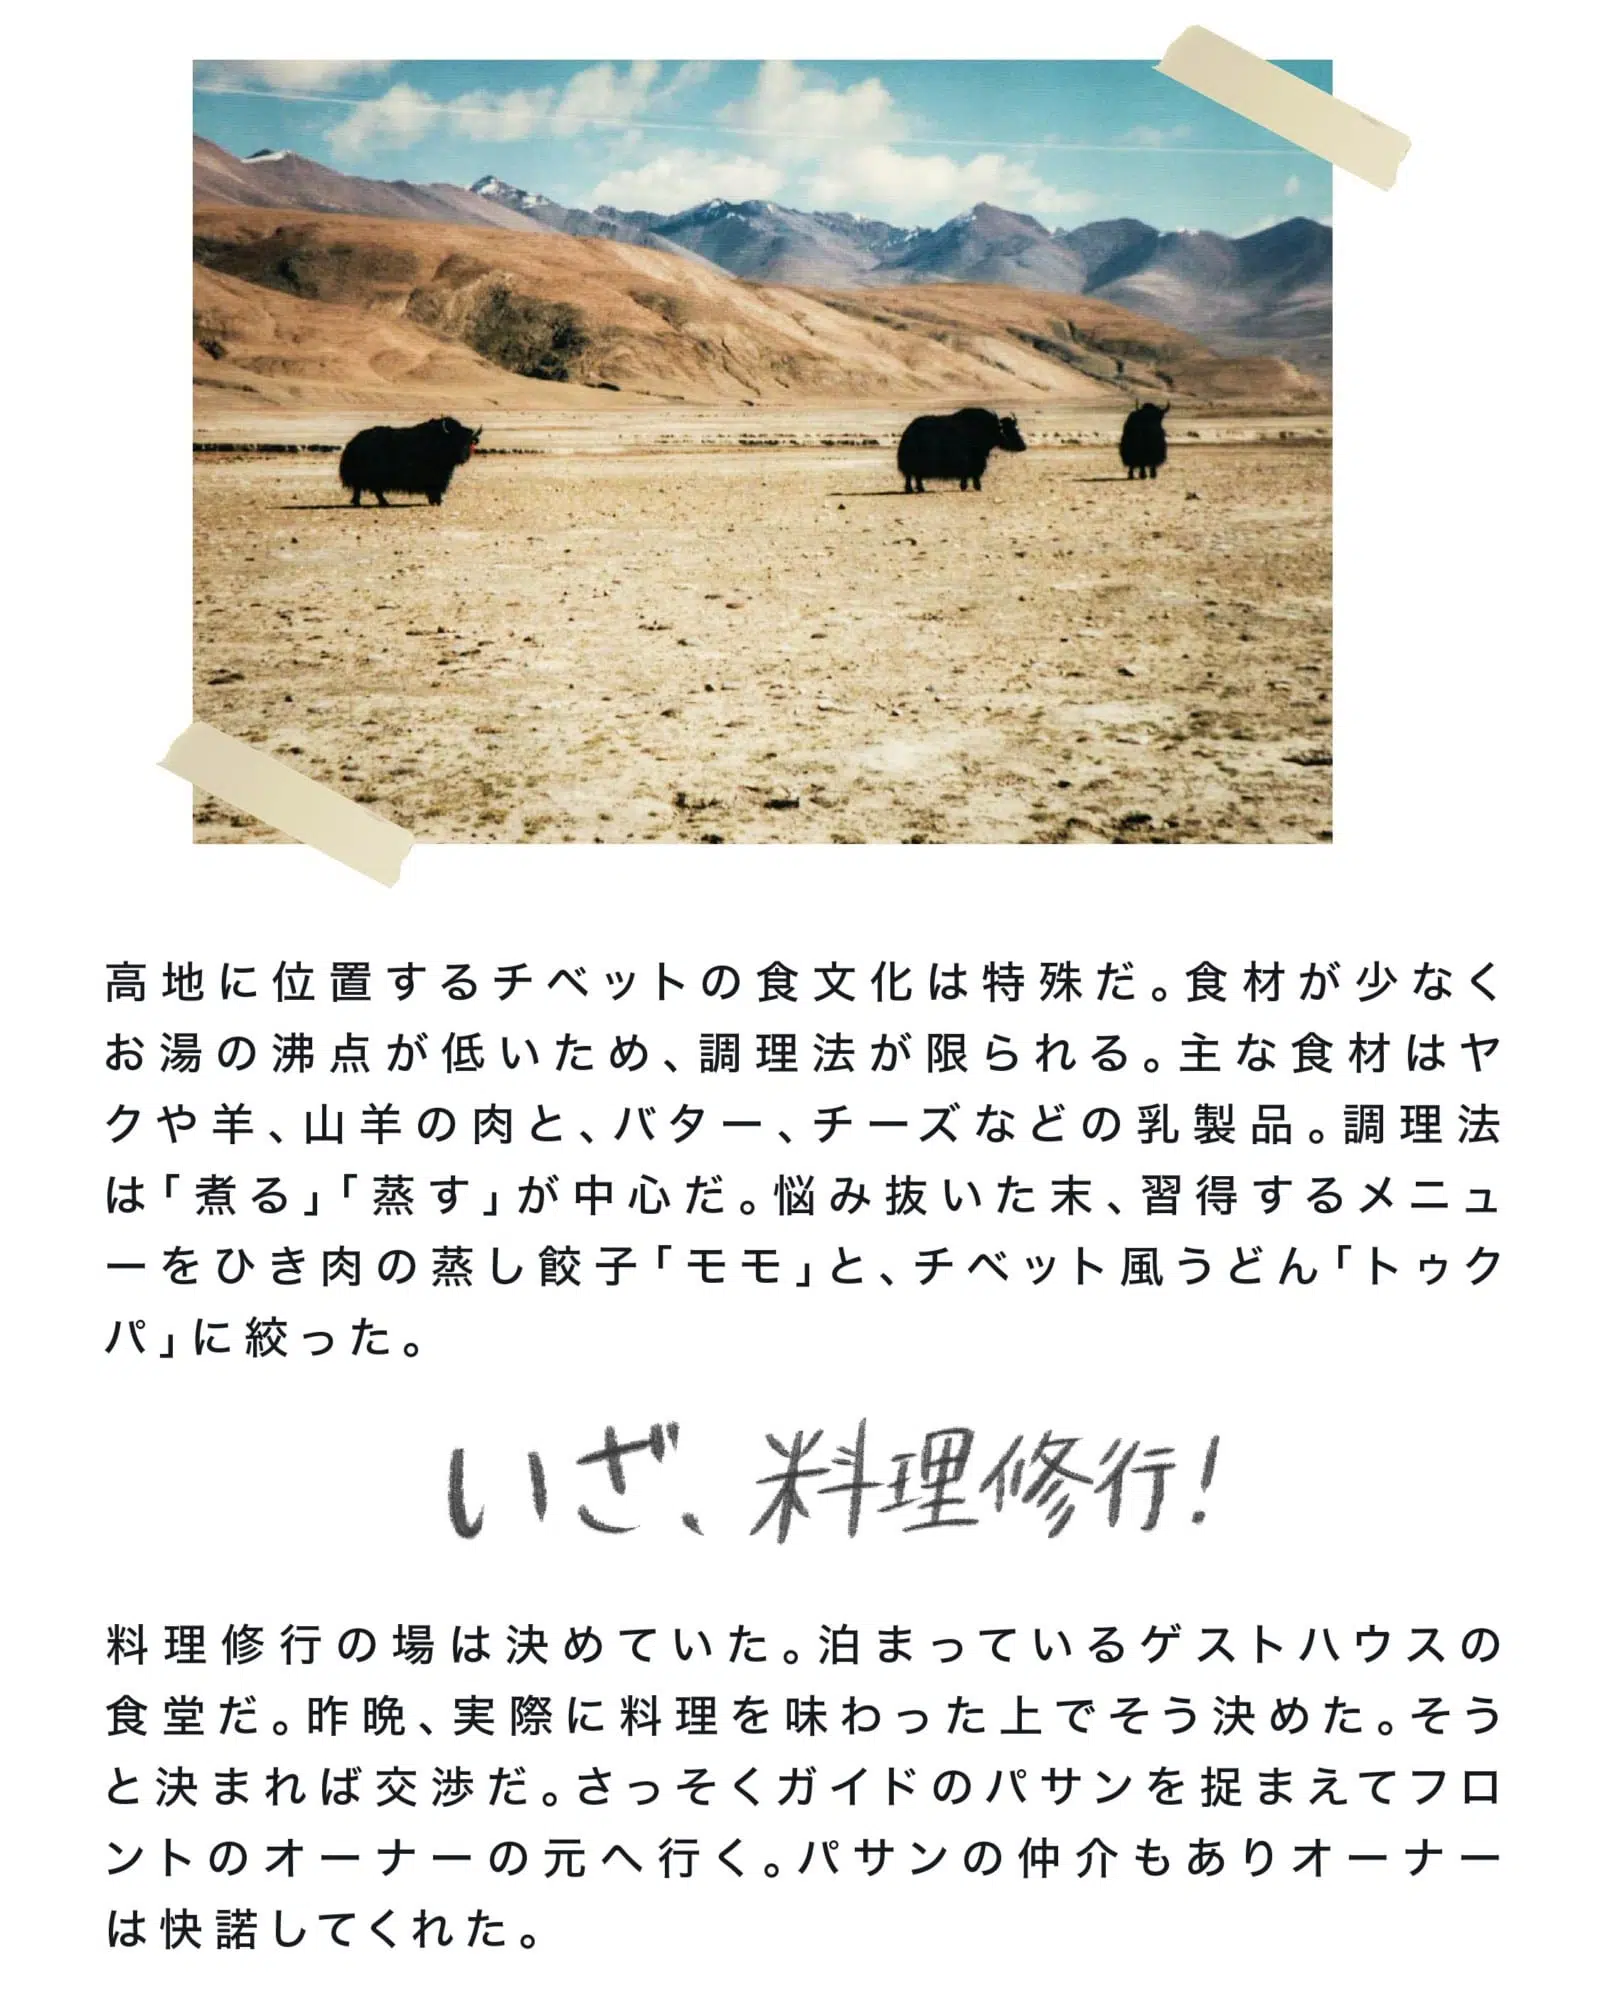 高地に位置するチベットの食文化は特殊だ。食材が少なく
お湯の沸点が低いため、調理法が限られる。主な食材はヤ
クや羊、山羊の肉と、バター、チーズなどの乳製品。調理法
は「煮る」「蒸す」が中心だ。悩み抜いた末、習得するメニュ
ーをひき肉の蒸し餃子「モモ」と、チベット風うどん「トゥク
パ」に絞った。
いざ、料理修行!
料理修行の場は決めていた。泊まっているゲストハウスの
食堂だ。昨晩、実際に料理を味わった上でそう決めた。そう
と決まれば交渉だ。さっそくガイドのパサンを捉まえてフロ
ントのオーナーの元へ行く。パサンの仲介もありオーナー
は快諾してくれた。